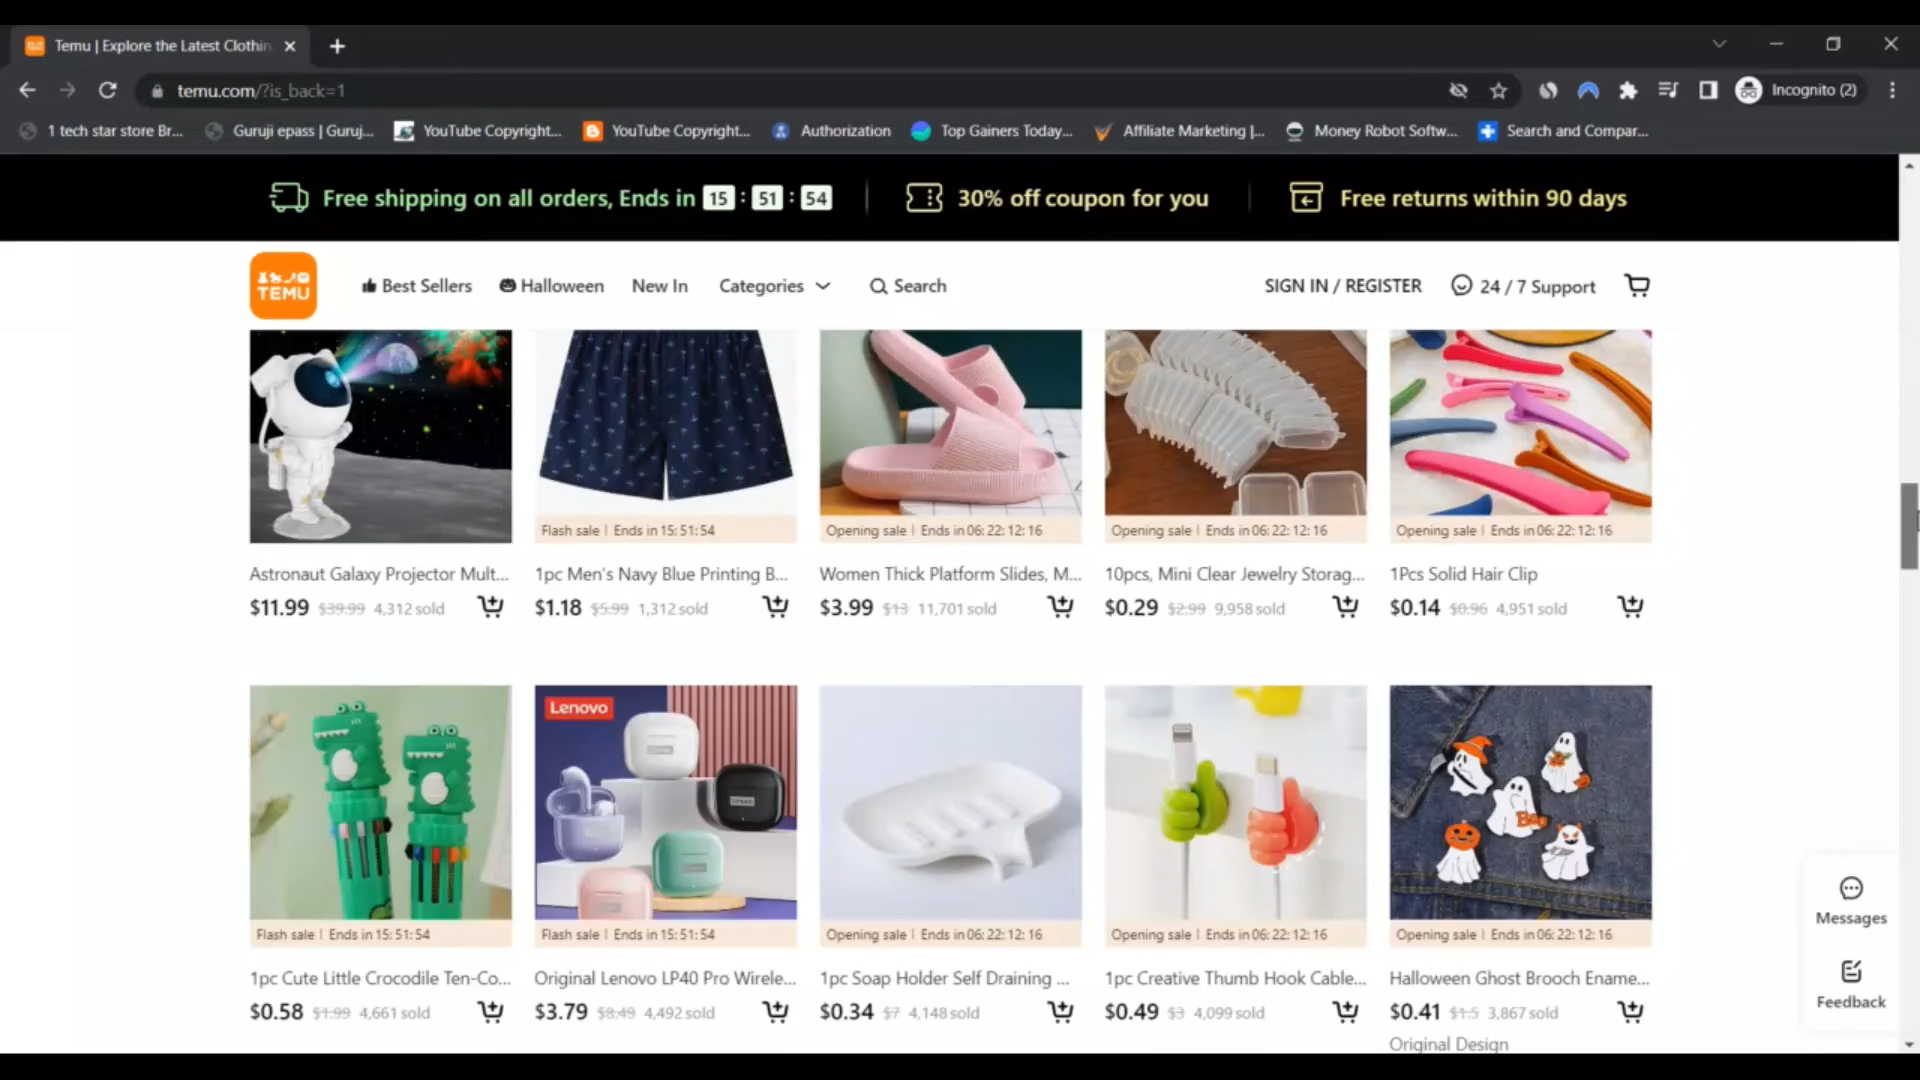 Temu | Explore the Latest Clothin
temu.com/?is_back=1
Incognito (2)
1 tech star store Br...
Guruji epass | Guruj...
YouTube Copyright...
YouTube Copyright...
Authorization
Top Gainers Today...
Affiliate Marketing |...
Money Robot Softw...
Search and Compar...
Free shipping on all orders, Ends in 15 : 51 : 54
30% off coupon for you
Free returns within 90 days
TEMU
Best Sellers
Halloween
New In
Categories
Search
SIGN IN / REGISTER
24 / 7 Support
Flash sale | Ends in 15: 51: 54
Opening sale | Ends in 06: 22: 12: 16
Opening sale | Ends in 06: 22: 12: 16
Opening sale | Ends in 06: 22: 12: 16
Astronaut Galaxy Projector Mult...
$11.99 $39.99 4,312 sold
1pc Men's Navy Blue Printing B...
$1.18 $5.99 1,312 sold
Women Thick Platform Slides, M...
$3.99 $13 11,701 sold
10pcs, Mini Clear Jewelry Storag...
$0.29 $2.99 9,958 sold
1Pcs Solid Hair Clip
$0.14 $0.96 4,951 sold
Lenovo
Boo
Flash sale | Ends in 15: 51: 54
Flash sale | Ends in 15: 51: 54
Opening sale | Ends in 06: 22: 12: 16
Opening sale | Ends in 06: 22: 12: 16
Opening sale | Ends in 06: 22: 12: 16
1pc Cute Little Crocodile Ten-Co...
$0.58 $1.99 4,661 sold
Original Lenovo LP40 Pro Wirele...
$3.79 $8.49 4,492 sold
1pc Soap Holder Self Draining ...
$0.34 $7 4,148 sold
1pc Creative Thumb Hook Cable...
$0.49 $3 4,099 sold
Halloween Ghost Brooch Ename...
$0.41 $1.5 3,867 sold
Original Design
Messages
Feedback